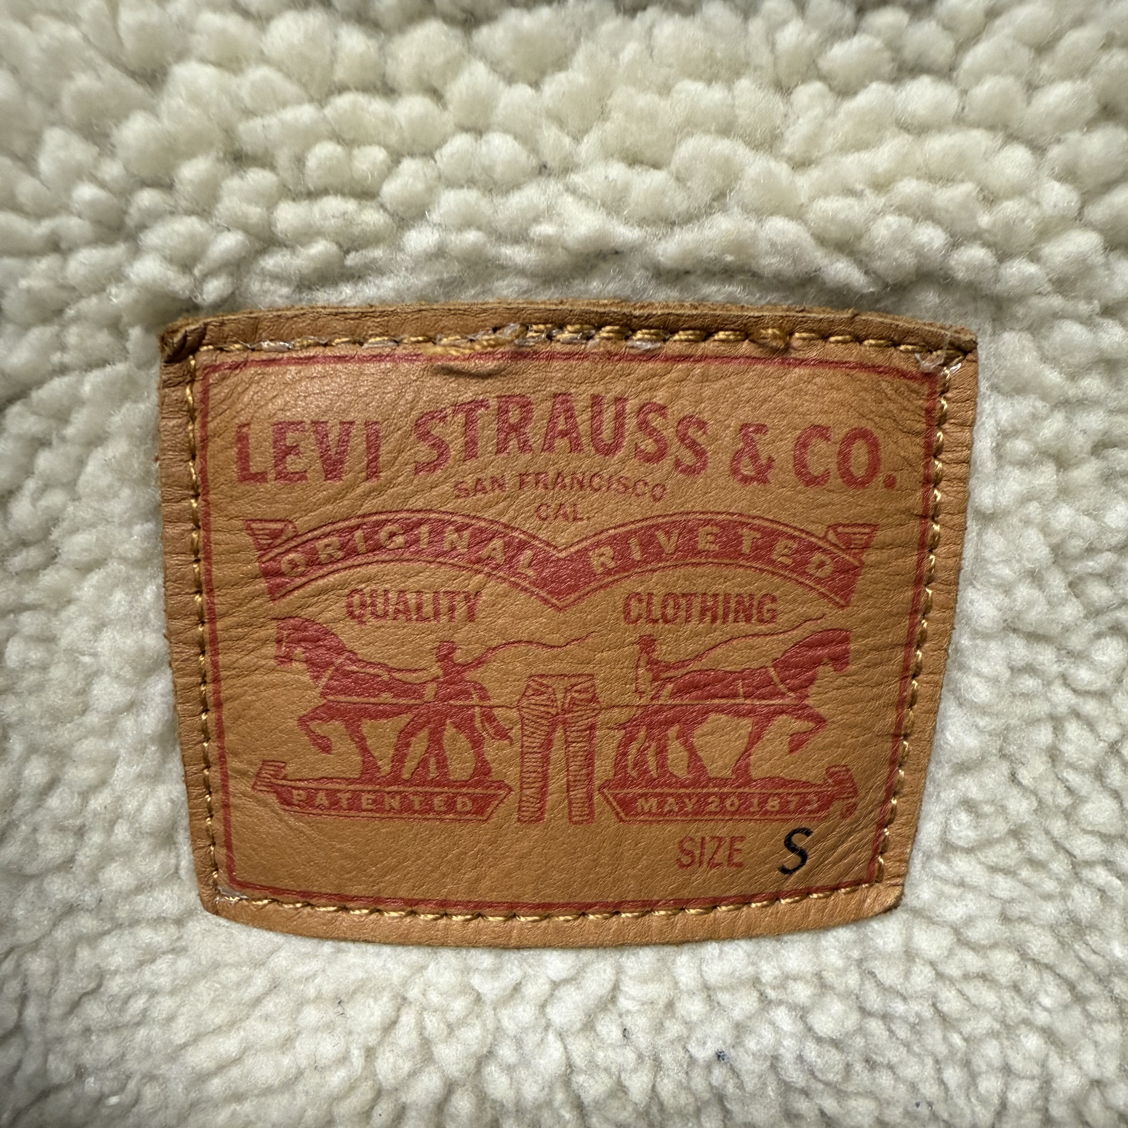 LEVI STRAUSS & CO.
SAN FRANCISCO
CAL.
ORIGINAL RIVETED
QUALITY CLOTHING
PATENTED MAY 20 1873
SIZE S